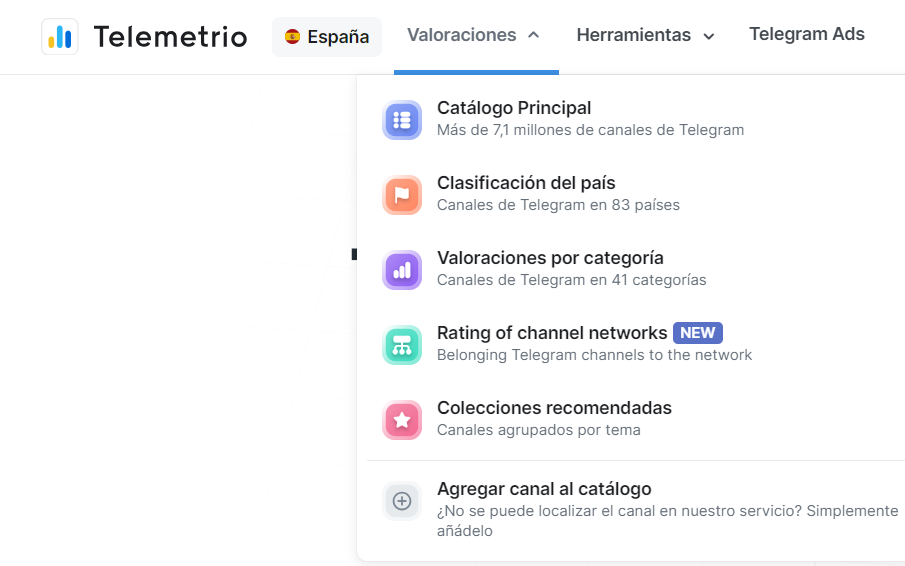 Telemetrio
España
Valoraciones
Herramientas
Telegram Ads
Catálogo Principal
Más de 7,1 millones de canales de Telegram
Clasificación del país
Canales de Telegram en 83 países
Valoraciones por categoría
Canales de Telegram en 41 categorías
Rating of channel networks NEW
Belonging Telegram channels to the network
Colecciones recomendadas
Canales agrupados por tema
Agregar canal al catálogo
¿No se puede localizar el canal en nuestro servicio? Simplemente
añádelo